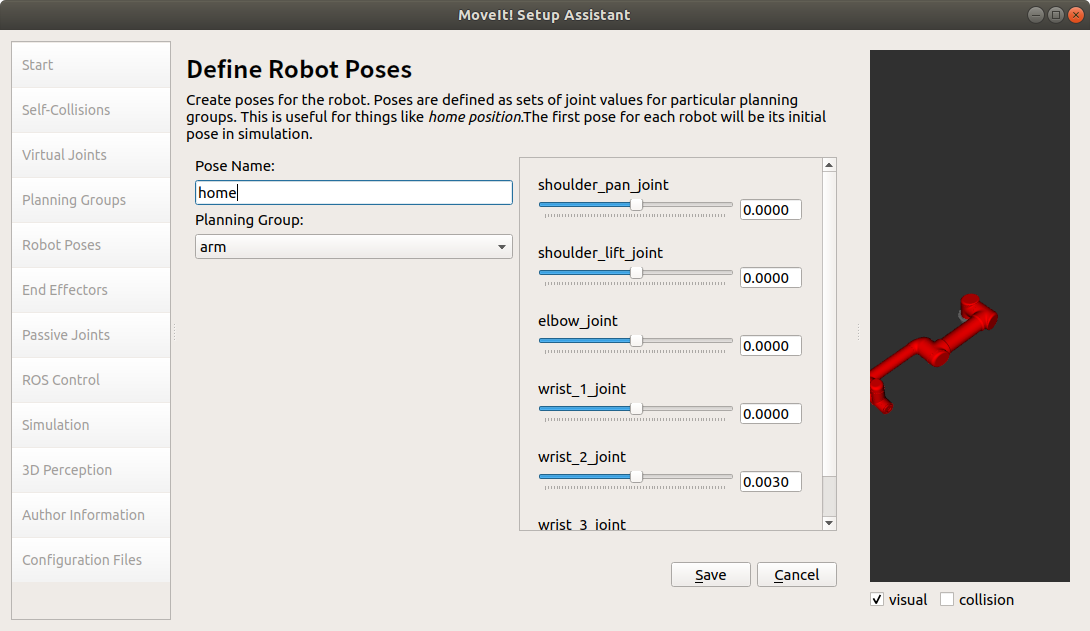 MoveIt! Setup Assistant
Start
Self-Collisions
Virtual Joints
Planning Groups
Robot Poses
End Effectors
Passive Joints
ROS Control
Simulation
3D Perception
Author Information
Configuration Files
Define Robot Poses
Create poses for the robot. Poses are defined as sets of joint values for particular planning
groups. This is useful for things like home position.The first pose for each robot will be its initial
pose in simulation.
Pose Name:
home
Planning Group:
arm
shoulder_pan_joint
0.0000
shoulder_lift_joint
0.0000
elbow_joint
0.0000
wrist_1_joint
0.0000
wrist_2_joint
0.0030
wrist_3_joint
Save
Cancel
visual
collision